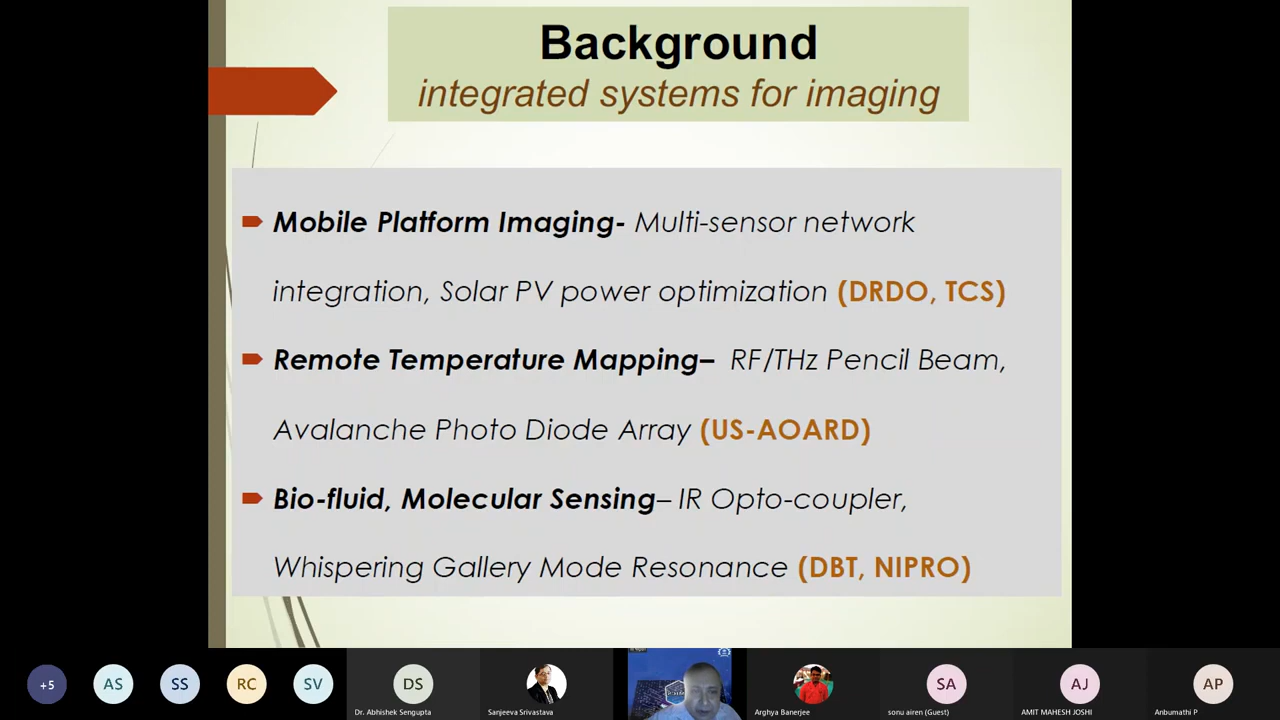 Background
integrated systems for imaging
Mobile Platform Imaging- Multi-sensor network
integration, Solar PV power optimization (DRDO, TCS)
Remote Temperature Mapping– RF/THz Pencil Beam,
Avalanche Photo Diode Array (US-AOARD)
Bio-fluid, Molecular Sensing– IR Opto-coupler,
Whispering Gallery Mode Resonance (DBT, NIPRO)
+5
AS
SS
RC
SV
DS
SA
AJ
AP
Dr. Abhishek Sengupta
Sanjeeva Srivastava
Arghya Banerjee
sonu airen (Guest)
AMIT MAHESH JOSHI
Anbumathi P